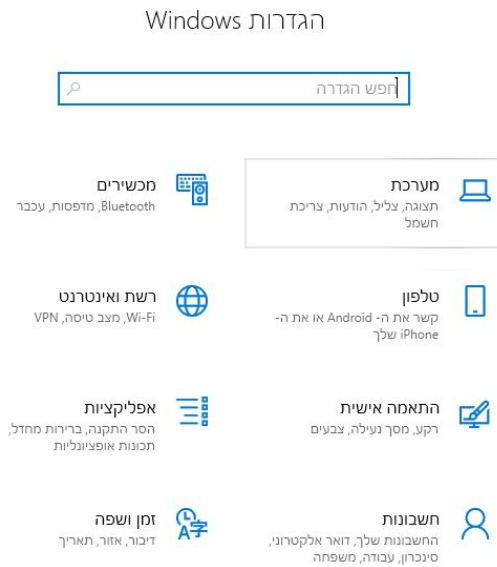 הגדרות Windows
חפש הגדרה
מערכת
תצוגה, צליל, הודעות, צריכת
חשמל
מכשירים
Bluetooth, מדפסות, עכבר
טלפון
קשר את ה- Android או את ה-
iPhone שלך
רשת ואינטרנט
Wi-Fi, מצב טיסה, VPN
התאמה אישית
רקע, מסך נעילה, צבעים
אפליקציות
הסר התקנה, ברירות מחדל,
תכונות אופציונליות
חשבונות
החשבונות שלך, דואר אלקטרוני,
סינכרון, עבודה, משפחה
זמן ושפה
דיבור, אזור, תאריך